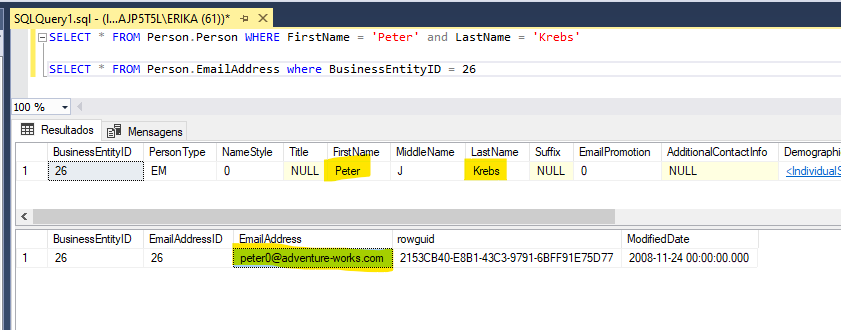 SQLQuery1.sql - (l...AJP5T5L\ERIKA (61))*
SELECT * FROM Person.Person WHERE FirstName = 'Peter' and LastName = 'Krebs'
SELECT * FROM Person.EmailAddress where BusinessEntityID = 26
100 %
Resultados Mensagens
BusinessEntityID PersonType NameStyle Title FirstName MiddleName LastName Suffix EmailPromotion AdditionalContactInfo Demographic
1 26 EM 0 NULL Peter J Krebs NULL 0 NULL <IndividualS
BusinessEntityID EmailAddressID EmailAddress rowguid ModifiedDate
1 26 26 peter0@adventure-works.com 2153CB40-E8B1-43C3-9791-6BFF91E75D77 2008-11-24 00:00:00.000